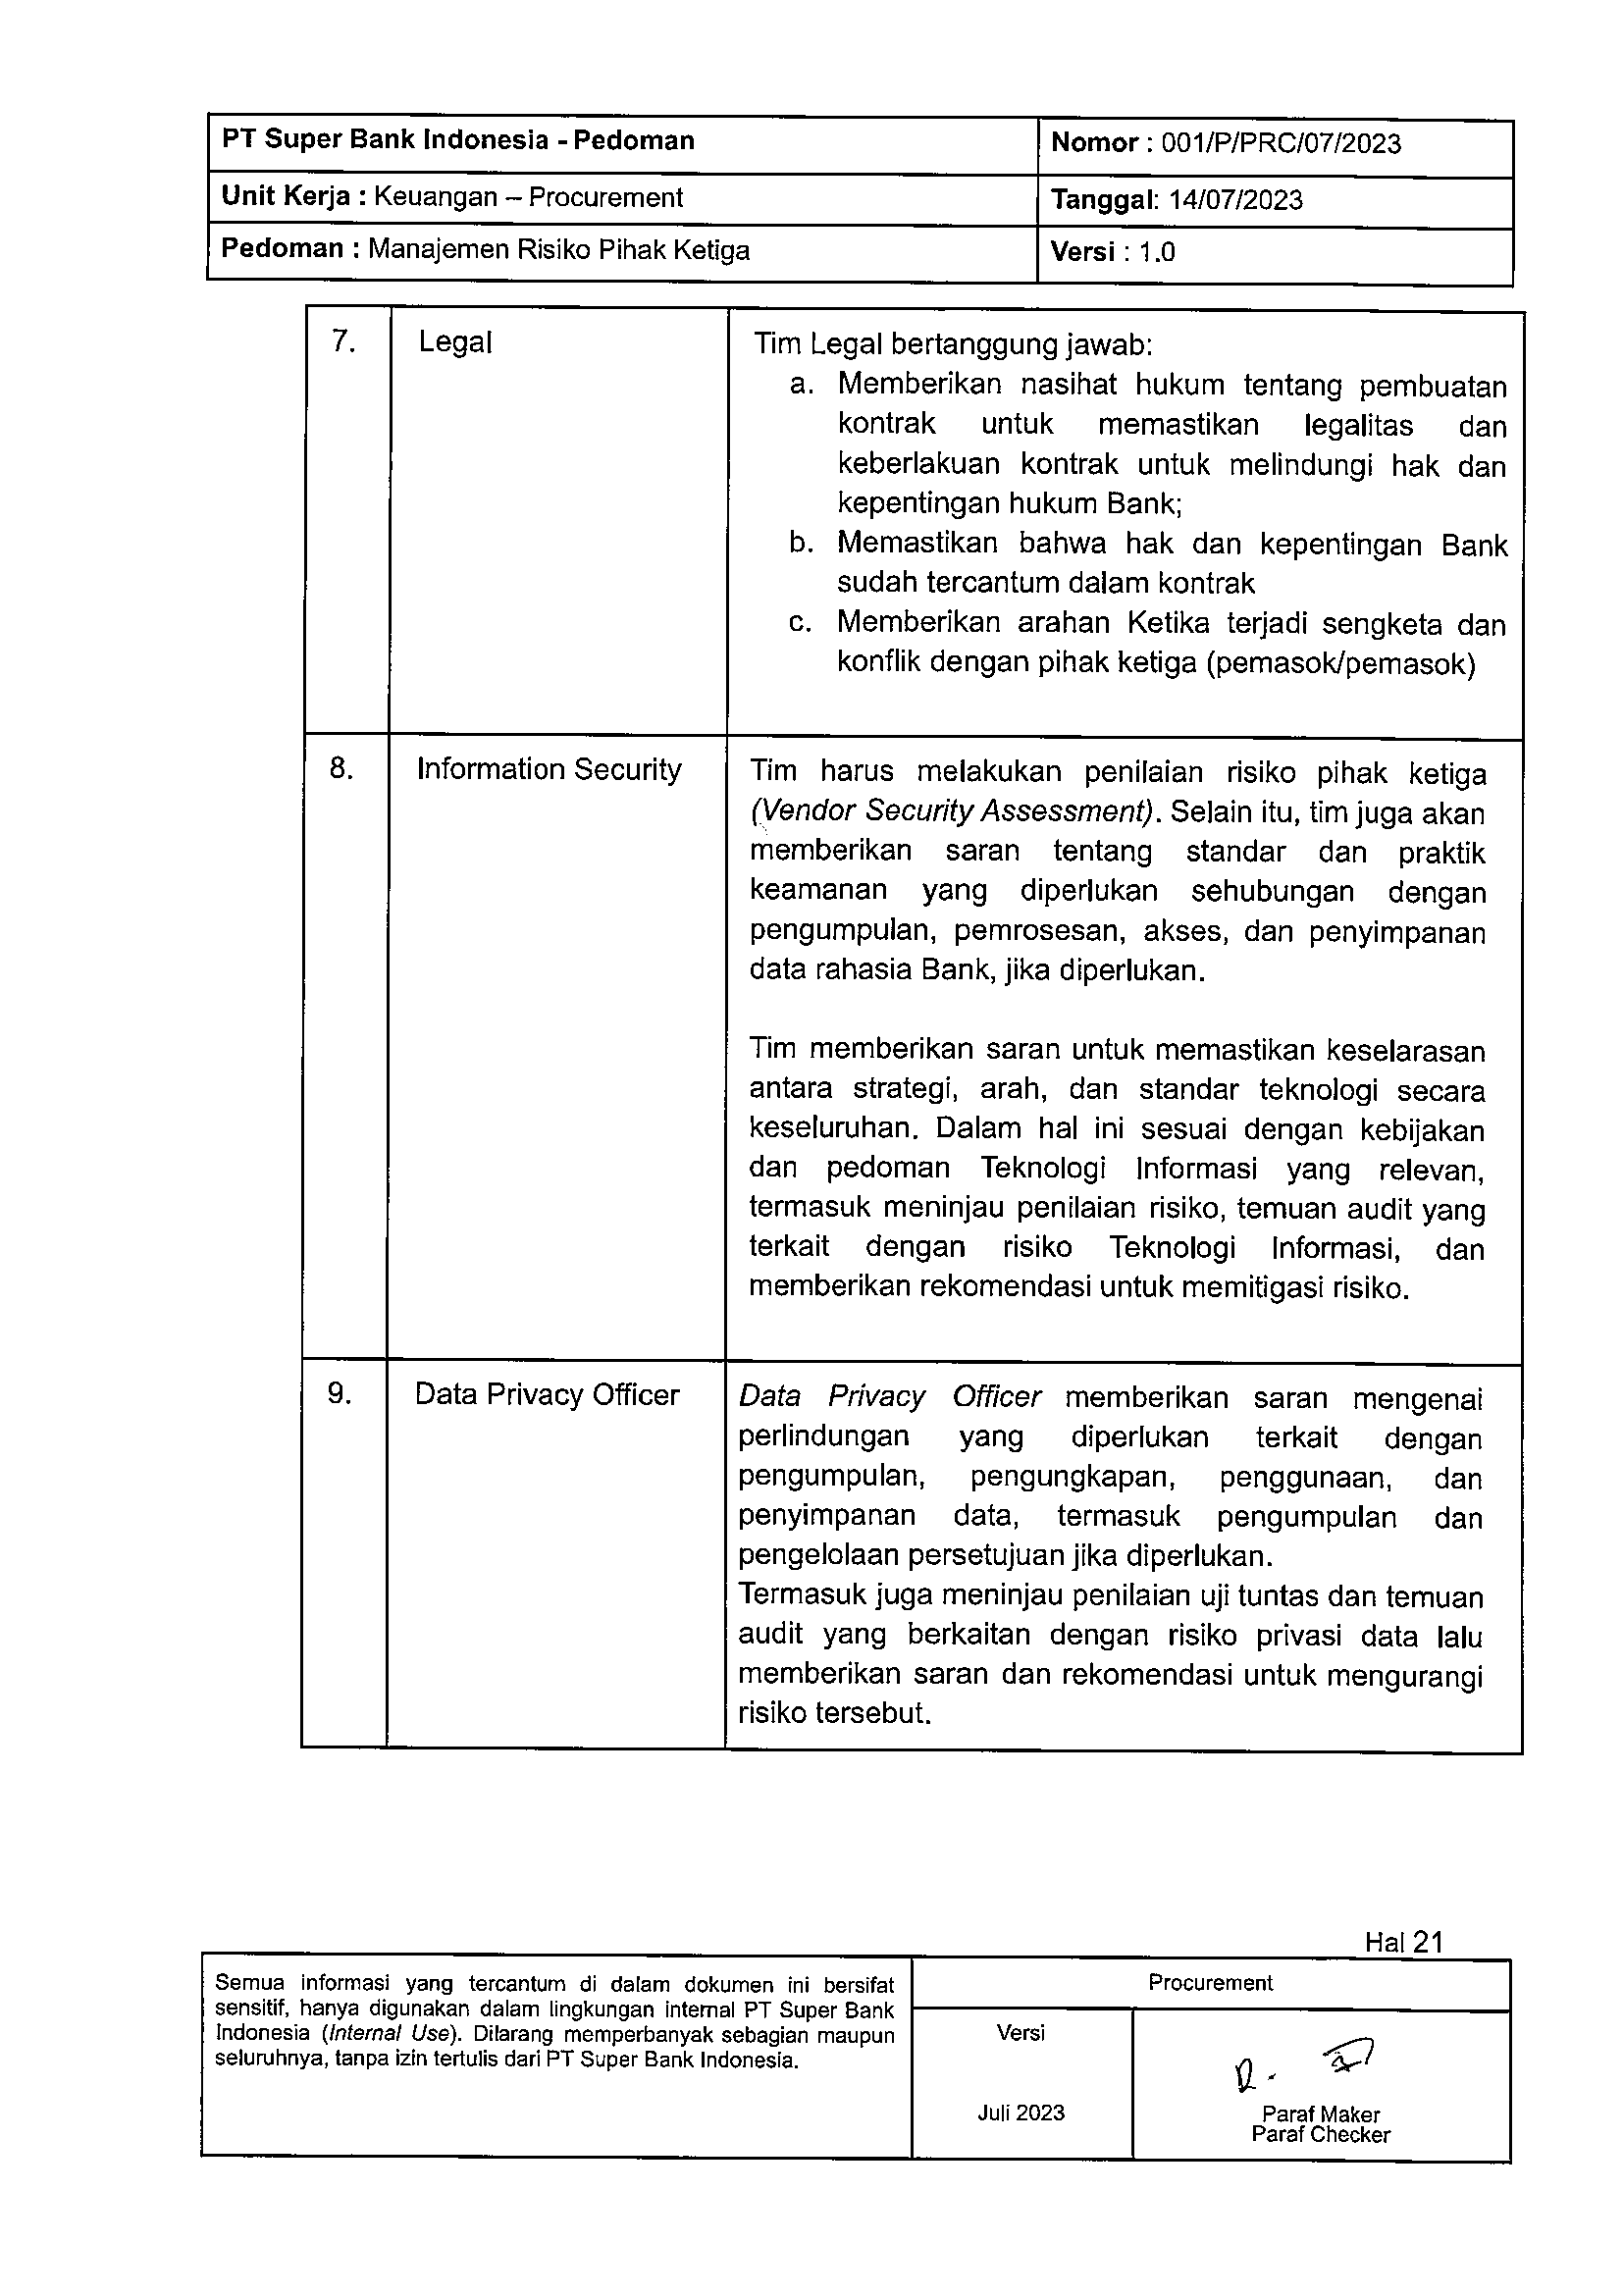 PT Super Bank Indonesia - Pedoman
Nomor : 001/P/PRC/07/2023
Unit Kerja : Keuangan – Procurement
Tanggal: 14/07/2023
Pedoman : Manajemen Risiko Pihak Ketiga
Versi : 1.0
7.
Legal
Tim Legal bertanggung jawab:
a. Memberikan nasihat hukum tentang pembuatan
kontrak untuk memastikan legalitas dan
keberlakuan kontrak untuk melindungi hak dan
kepentingan hukum Bank;
b. Memastikan bahwa hak dan kepentingan Bank
sudah tercantum dalam kontrak
c. Memberikan arahan Ketika terjadi sengketa dan
konflik dengan pihak ketiga (pemasok/pemasok)
8.
Information Security
Tim harus melakukan penilaian risiko pihak ketiga
(Vendor Security Assessment). Selain itu, tim juga akan
memberikan saran tentang standar dan praktik
keamanan yang diperlukan sehubungan dengan
pengumpulan, pemrosesan, akses, dan penyimpanan
data rahasia Bank, jika diperlukan.
Tim memberikan saran untuk memastikan keselarasan
antara strategi, arah, dan standar teknologi secara
keseluruhan. Dalam hal ini sesuai dengan kebijakan
dan pedoman Teknologi Informasi yang relevan,
termasuk meninjau penilaian risiko, temuan audit yang
terkait dengan risiko Teknologi Informasi, dan
memberikan rekomendasi untuk memitigasi risiko.
9.
Data Privacy Officer
Data Privacy Officer memberikan saran mengenai
perlindungan yang diperlukan terkait dengan
pengumpulan, pengungkapan, penggunaan, dan
penyimpanan data, termasuk pengumpulan dan
pengelolaan persetujuan jika diperlukan.
Termasuk juga meninjau penilaian uji tuntas dan temuan
audit yang berkaitan dengan risiko privasi data lalu
memberikan saran dan rekomendasi untuk mengurangi
risiko tersebut.
Hal 21
Semua informasi yang tercantum di dalam dokumen ini bersifat
sensitif, hanya digunakan dalam lingkungan internal PT Super Bank
Indonesia (Internal Use). Dilarang memperbanyak sebagian maupun
seluruhnya, tanpa izin tertulis dari PT Super Bank Indonesia.
Procurement
Versi
Juli 2023
Paraf Maker
Paraf Checker